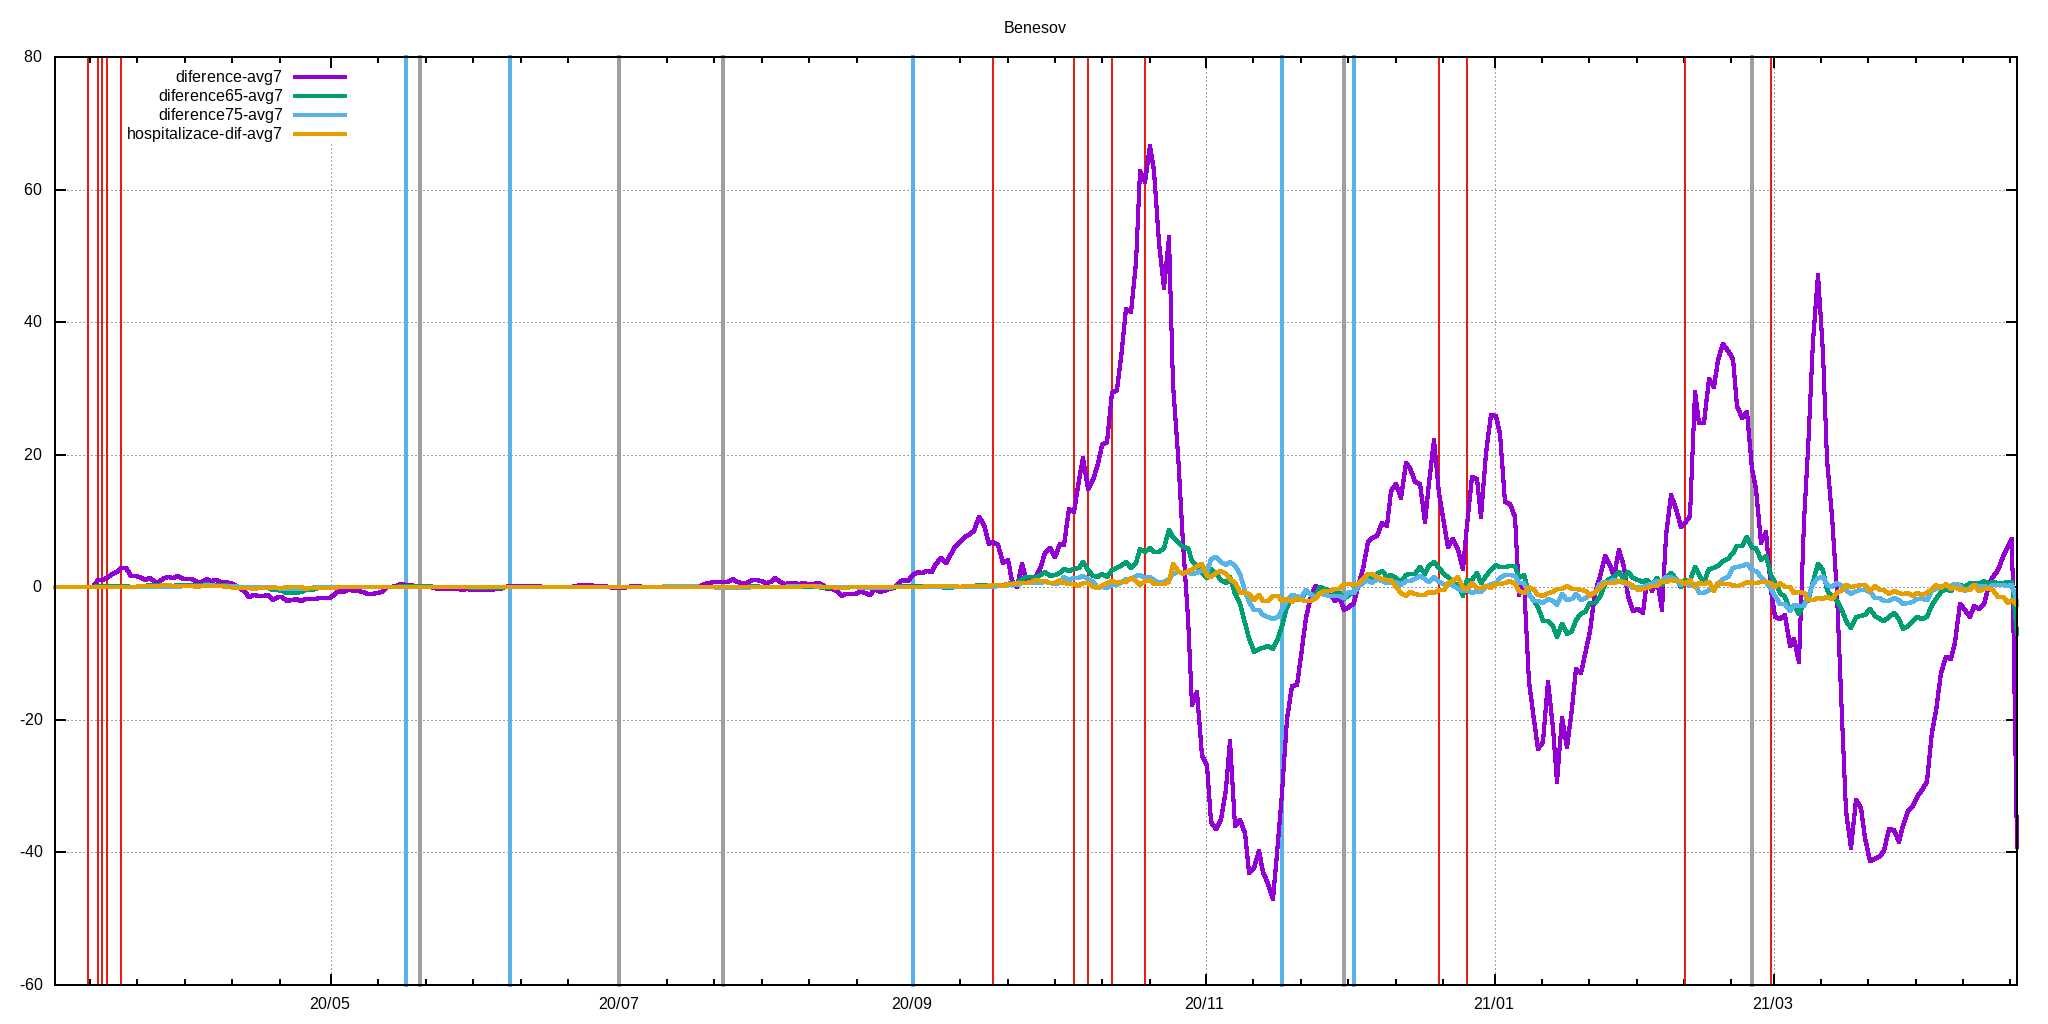 Benesov
80
diference-avg7
diference65-avg7
diference75-avg7
hospitalizace-dif-avg7
60
40
20
0
-20
-40
-60
20/05 20/07 20/09 20/11 21/01 21/03